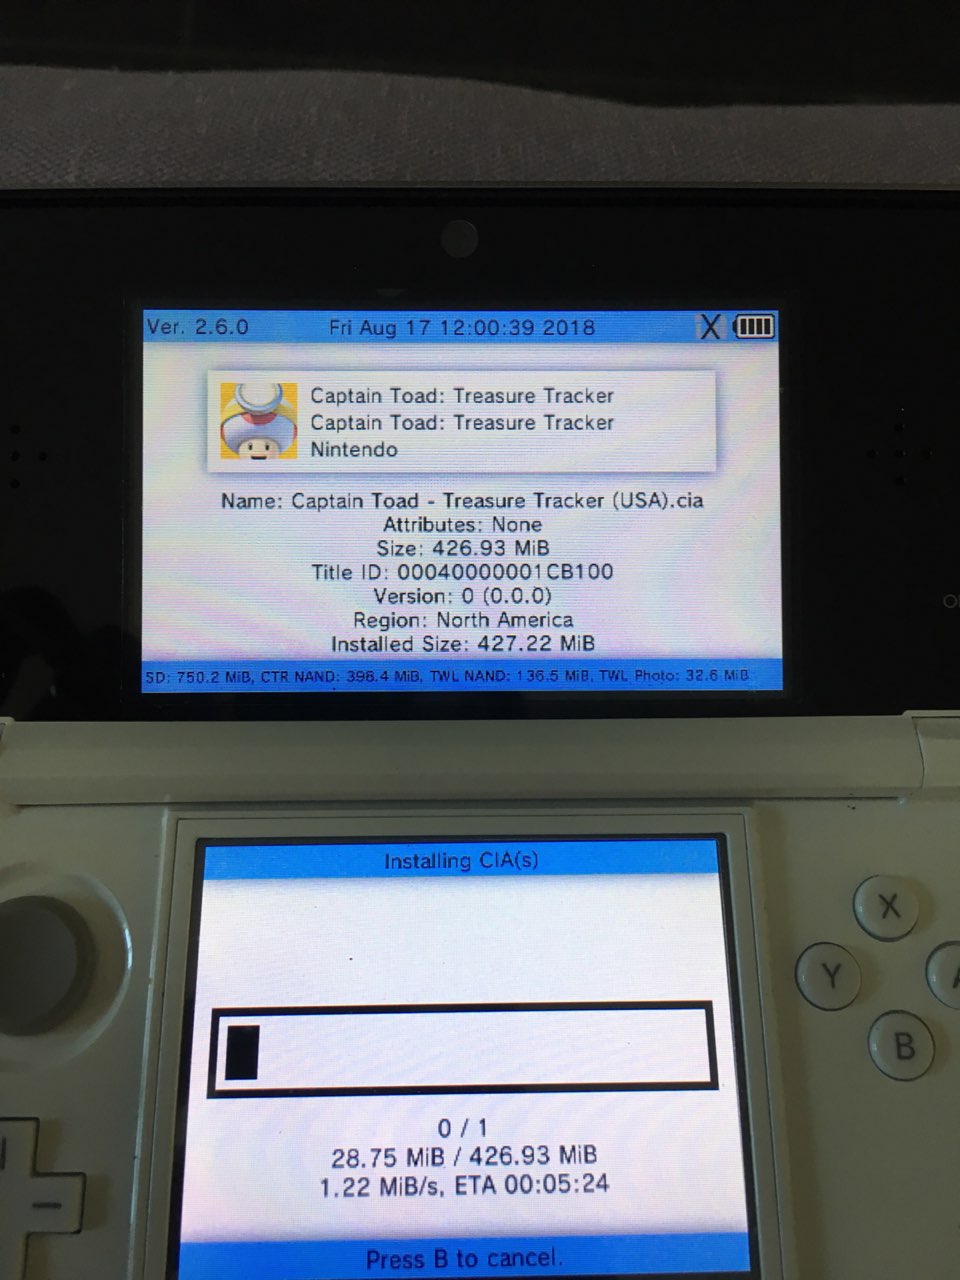 Ver. 2.6.0 Fri Aug 17 12:00:39 2018 X
Captain Toad: Treasure Tracker
Captain Toad: Treasure Tracker
Nintendo
Name: Captain Toad - Treasure Tracker (USA).cia
Attributes: None
Size: 426.93 MiB
Title ID: 00040000001CB100
Version: 0 (0.0.0)
Region: North America
Installed Size: 427.22 MiB
SD: 750.2 MiB, CTR NAND: 398.4 MiB, TWL NAND: 136.5 MiB, TWL Photo: 32.6 MiB
Installing CIA(s)
X
Y
A
B
0 / 1
28.75 MiB / 426.93 MiB
1.22 MiB/s, ETA 00:05:24
Press B to cancel.